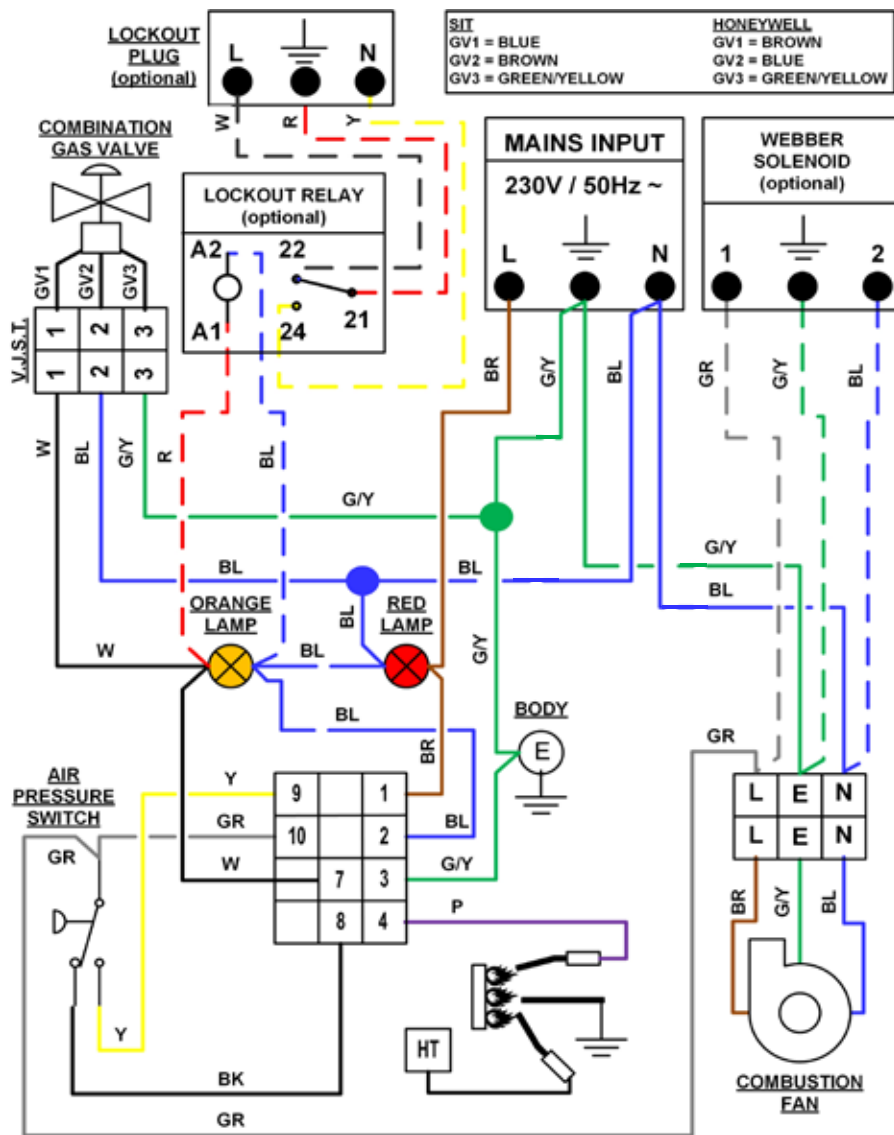 LOCKOUT
PLUG
(optional)
L
N
SIT
GV1 = BLUE
GV2 = BROWN
GV3 = GREEN/YELLOW
HONEYWELL
GV1 = BROWN
GV2 = BLUE
GV3 = GREEN/YELLOW
W
R
Y
COMBINATION
GAS VALVE
MAINS INPUT
230V / 50Hz ~
L
N
WEBBER
SOLENOID
(optional)
1
2
LOCKOUT RELAY
(optional)
A2
22
A1
24
21
GV1
GV2
GV3
V.J.S.T.
1
2
3
1
2
3
BR
G/Y
BL
GR
G/Y
BL
W
BL
G/Y
R
BL
G/Y
G/Y
BL
BL
BL
ORANGE
LAMP
BL
RED
LAMP
W
BL
G/Y
BL
BR
BODY
E
GR
AIR
PRESSURE
SWITCH
Y
9
1
GR
10
2
BL
GR
W
7
3
G/Y
8
4
P
L
E
N
L
E
N
BR
G/Y
BL
Y
HT
BK
GR
COMBUSTION
FAN